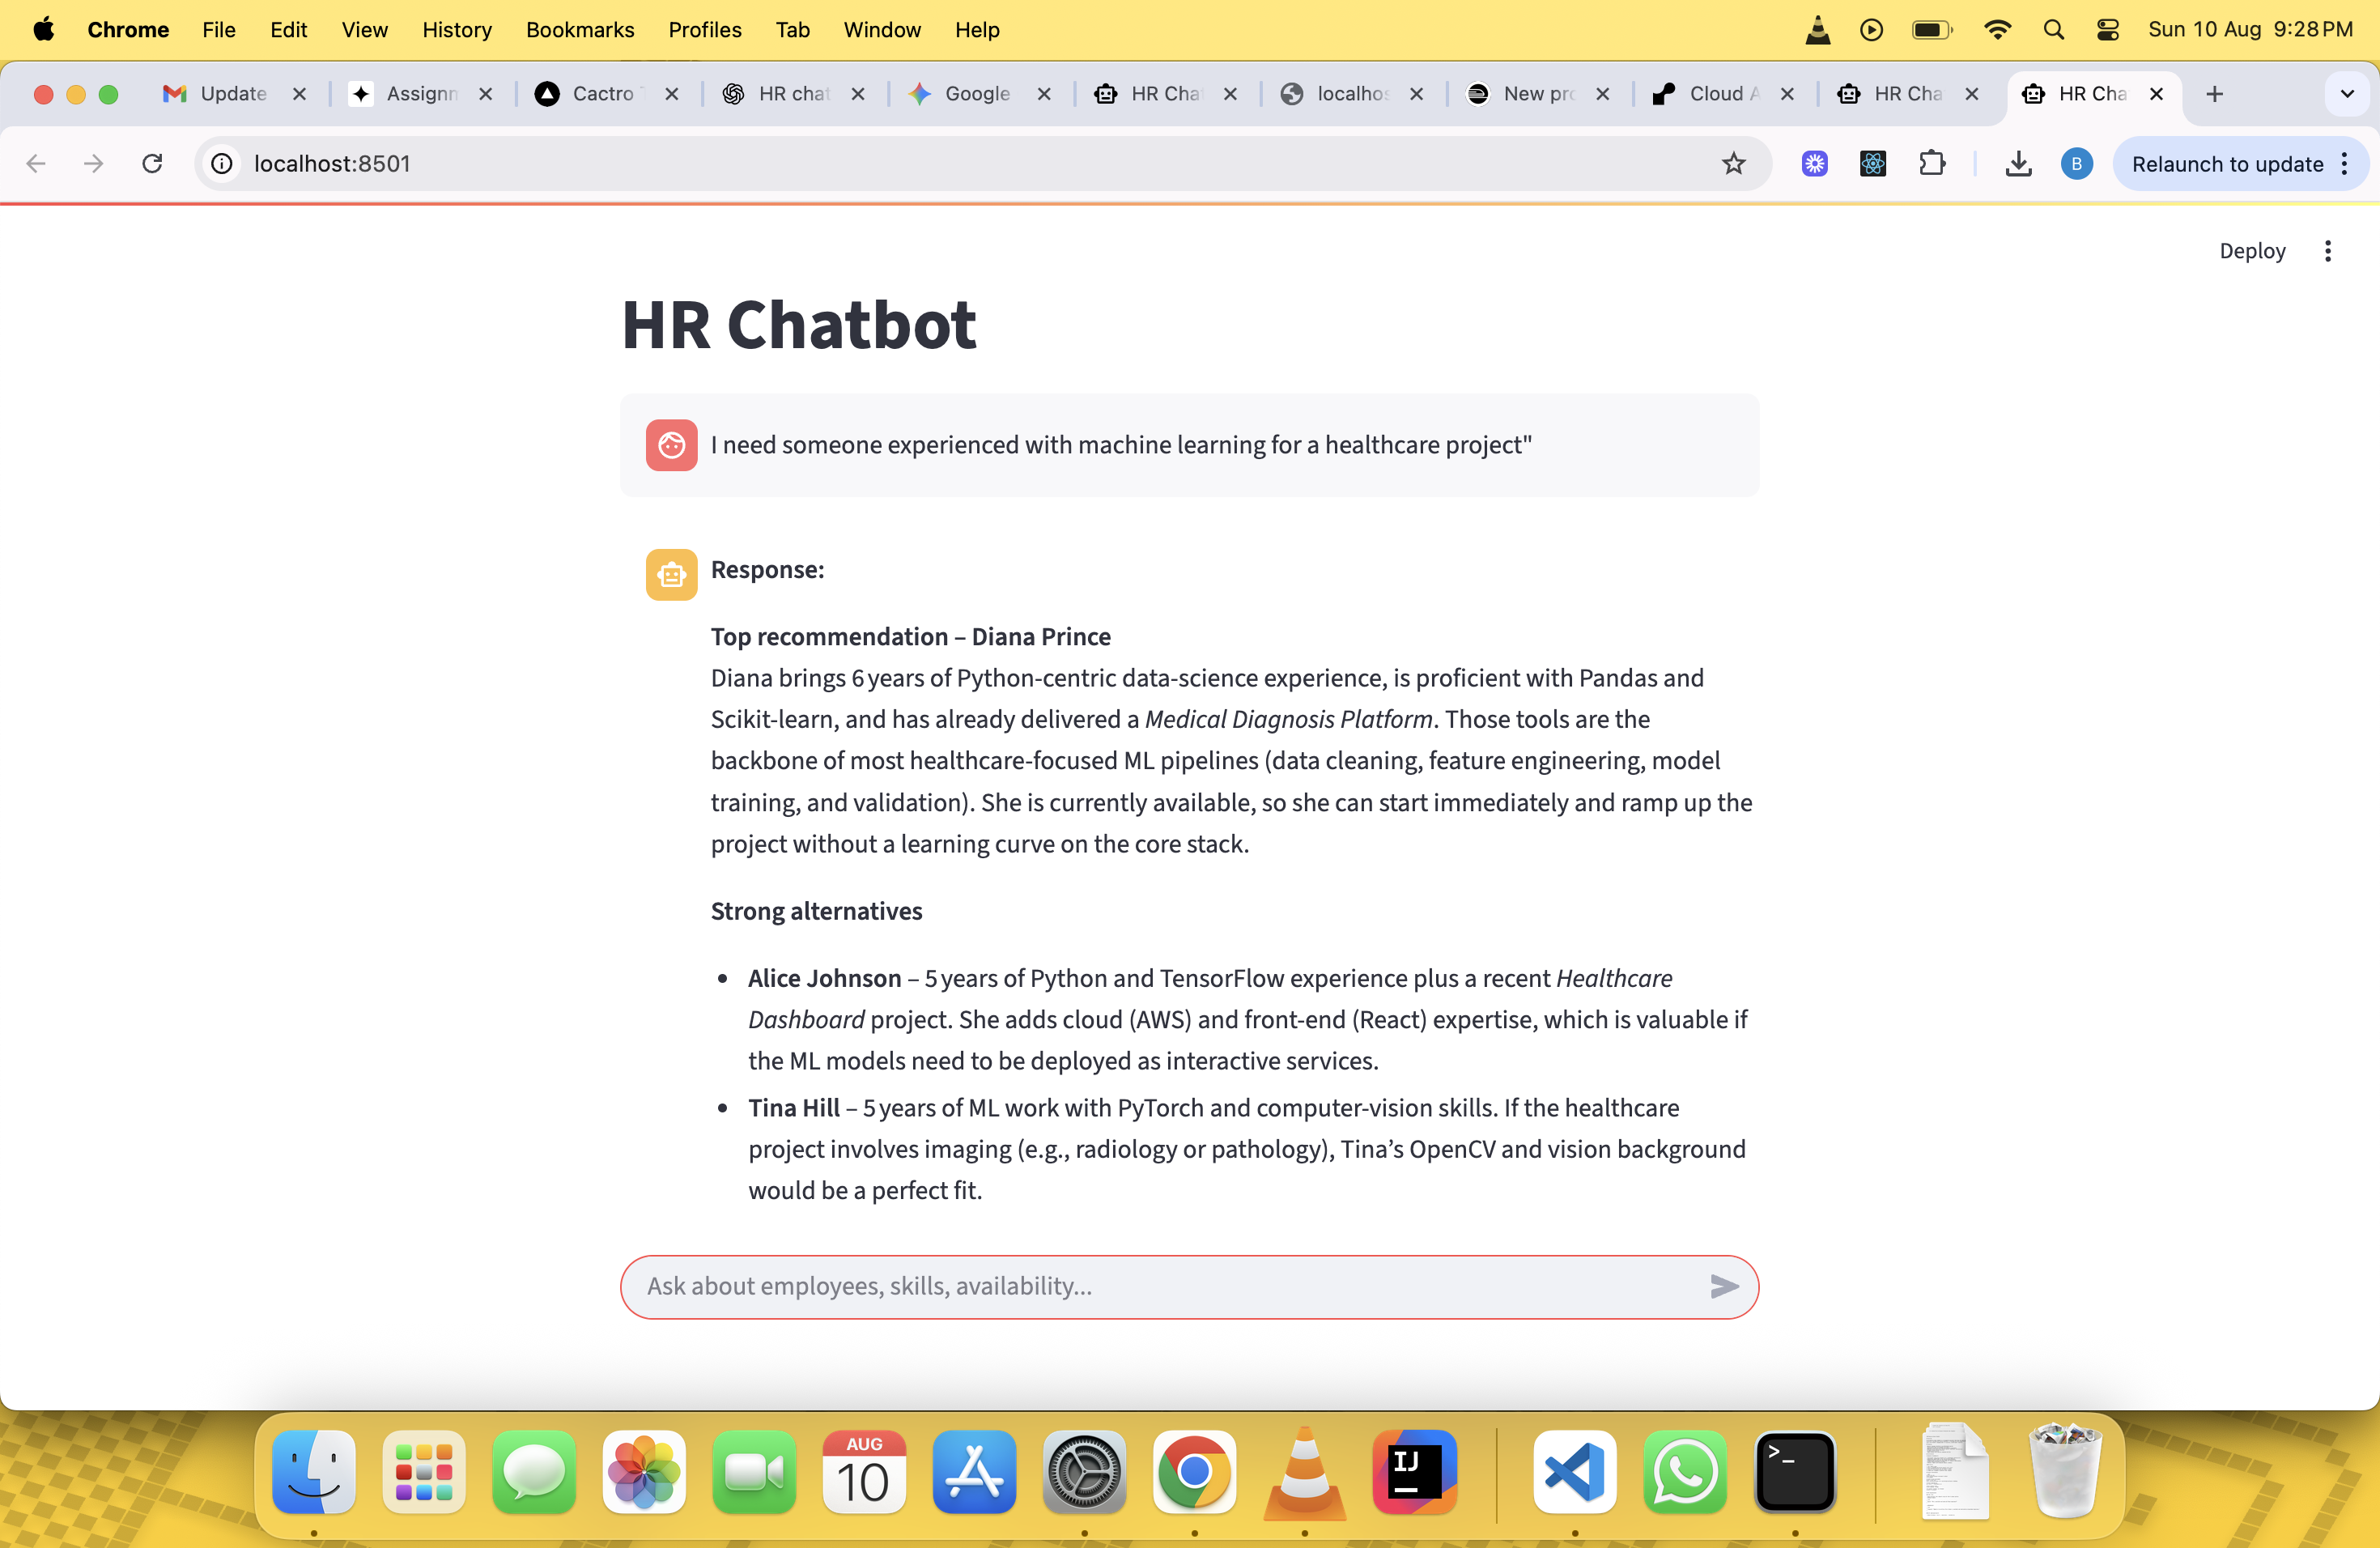 Chrome File Edit View History Bookmarks Profiles Tab Window Help Sun 10 Aug 9:28 PM
Update Assignn Cactro HR chat Google HR Cha localhos New pro Cloud A HR Cha HR Cha
localhost:8501 B Relaunch to update
Deploy
HR Chatbot
I need someone experienced with machine learning for a healthcare project"
Response:
Top recommendation – Diana Prince
Diana brings 6 years of Python-centric data-science experience, is proficient with Pandas and
Scikit-learn, and has already delivered a Medical Diagnosis Platform. Those tools are the
backbone of most healthcare-focused ML pipelines (data cleaning, feature engineering, model
training, and validation). She is currently available, so she can start immediately and ramp up the
project without a learning curve on the core stack.
Strong alternatives
• Alice Johnson – 5 years of Python and TensorFlow experience plus a recent Healthcare
Dashboard project. She adds cloud (AWS) and front-end (React) expertise, which is valuable if
the ML models need to be deployed as interactive services.
• Tina Hill – 5 years of ML work with PyTorch and computer-vision skills. If the healthcare
project involves imaging (e.g., radiology or pathology), Tina’s OpenCV and vision background
would be a perfect fit.
Ask about employees, skills, availability...
AUG
10
IJ
>_